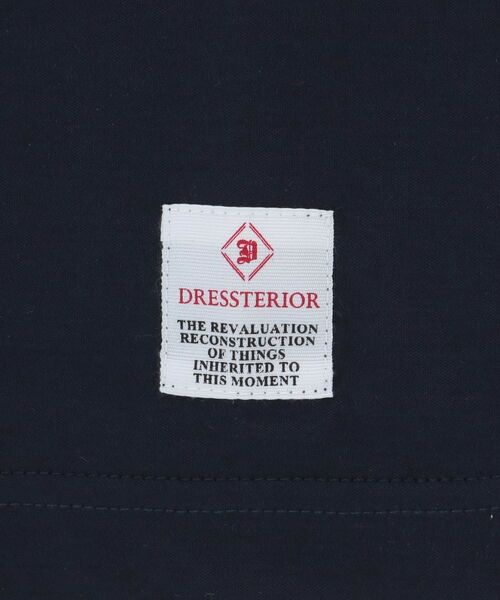 D
DRESSTERIOR
THE REVALUATION
RECONSTRUCTION
OF THINGS
INHERITED TO
THIS MOMENT